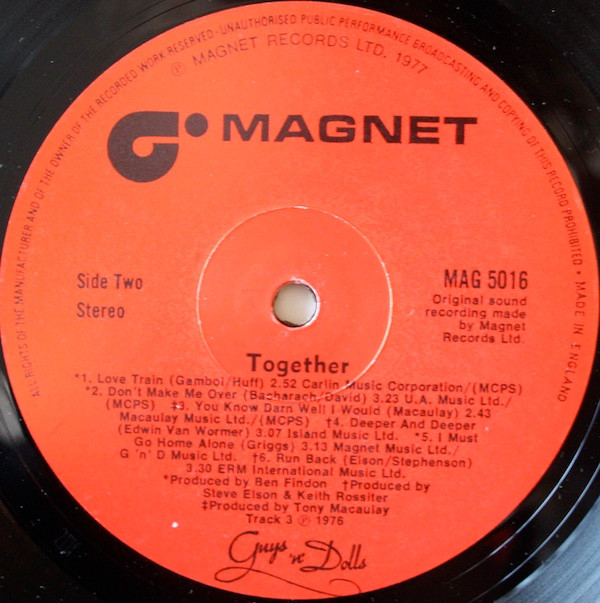 ALL RIGHTS OF THE MANUFACTURER AND OF THE OWNER OF THE RECORDED WORK RESERVED · UNAUTHORISED PUBLIC PERFORMANCE BROADCASTING AND COPYING OF THIS RECORD PROHIBITED • MADE IN ENGLAND
℗ MAGNET RECORDS LTD. 1977
MAGNET
Side Two
Stereo
MAG 5016
Original sound
recording made
by Magnet
Records Ltd.
Together
*1. Love Train (Gambol/Huff) 2.52 Carlin Music Corporation/(MCPS)
*2. Don't Make Me Over (Bacharach/David) 3.23 U.A. Music Ltd./
(MCPS) ‡3. You Know Darn Well I Would (Macaulay) 2.43
Macaulay Music Ltd./(MCPS) †4. Deeper And Deeper
(Edwin Van Wormer) 3.07 Island Music Ltd. *5. I Must
Go Home Alone (Griggs) 3.13 Magnet Music Ltd./
G 'n' D Music Ltd. †6. Run Back (Elson/Stephenson)
3.30 ERM International Music Ltd.
*Produced by Ben Findon †Produced by
Steve Elson & Keith Rossiter
‡Produced by Tony Macaulay
Track 3 ℗ 1976
Guys 'n' Dolls